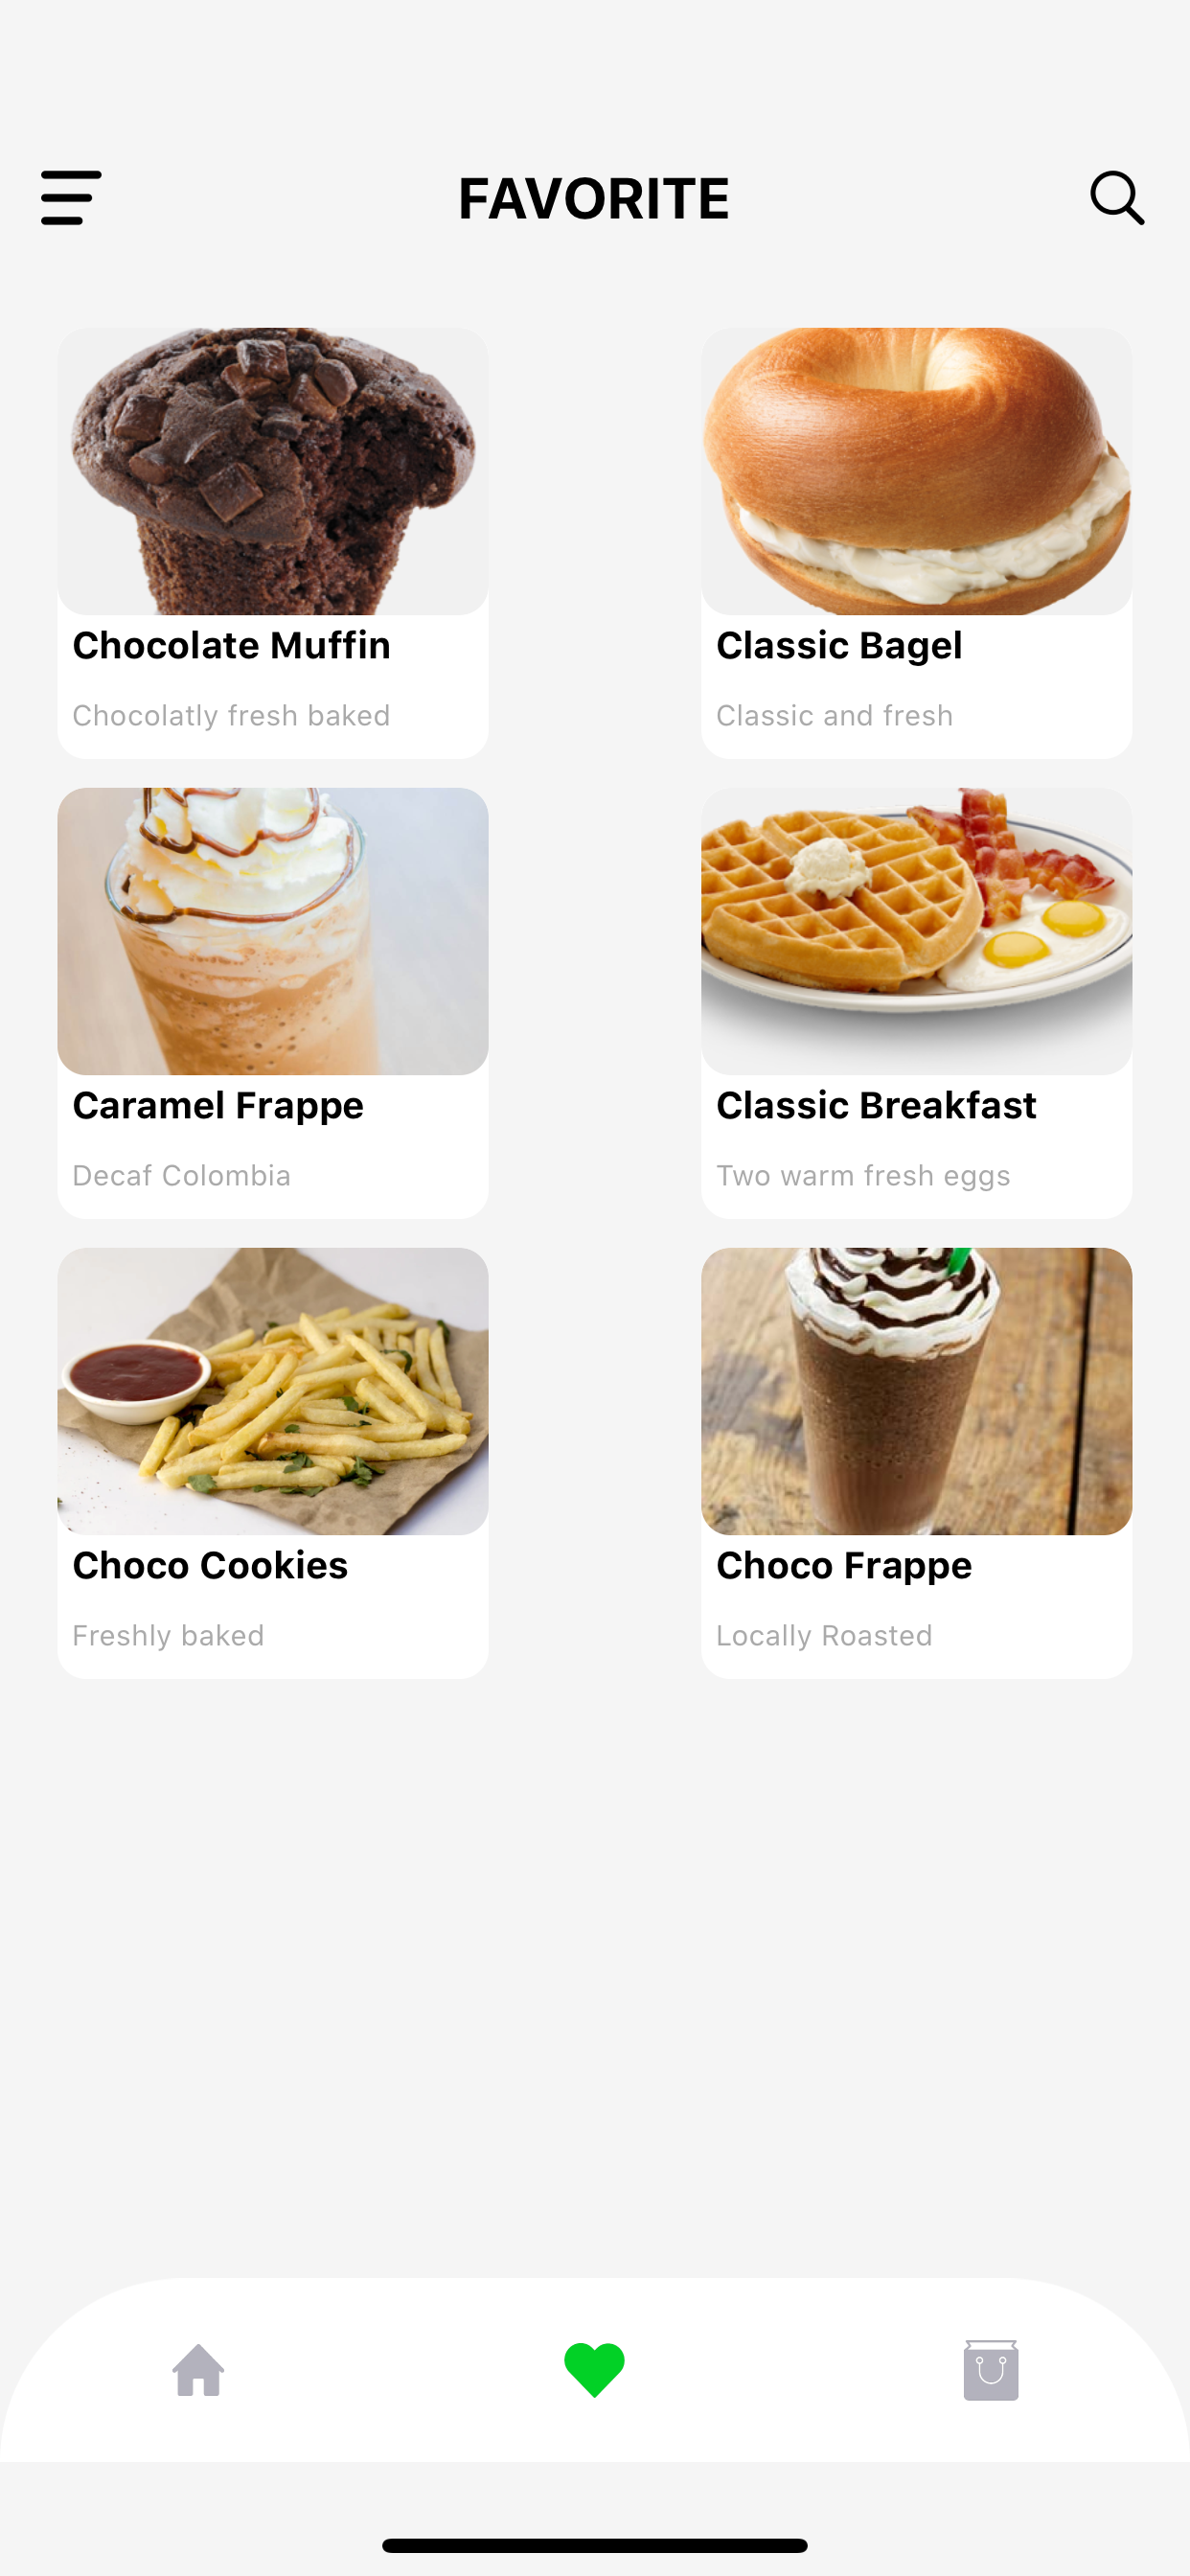 FAVORITE
Chocolate Muffin
Chocolatly fresh baked
Classic Bagel
Classic and fresh
Caramel Frappe
Decaf Colombia
Classic Breakfast
Two warm fresh eggs
Choco Cookies
Freshly baked
Choco Frappe
Locally Roasted